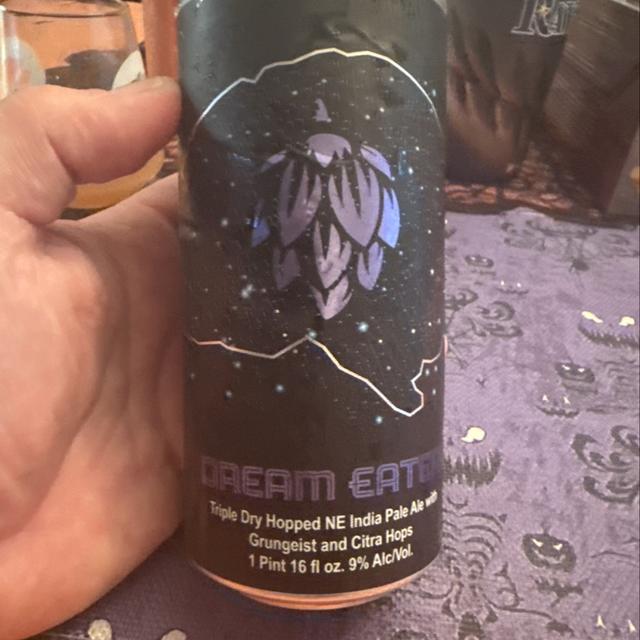 DREAM EATER
Triple Dry Hopped NE India Pale Ale with
Grungeist and Citra Hops
1 Pint 16 fl oz. 9% Alc/Vol.